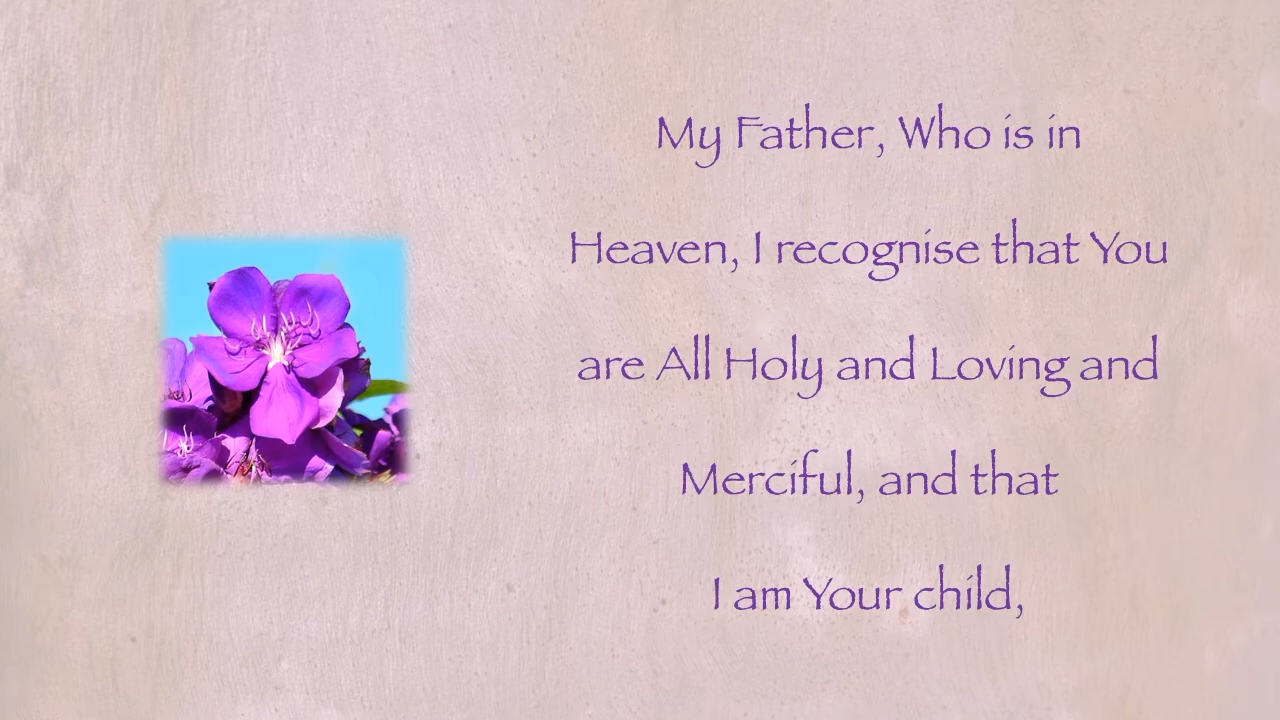 My Father, Who is in
Heaven, I recognise that You
are All Holy and Loving and
Merciful, and that
I am Your child,